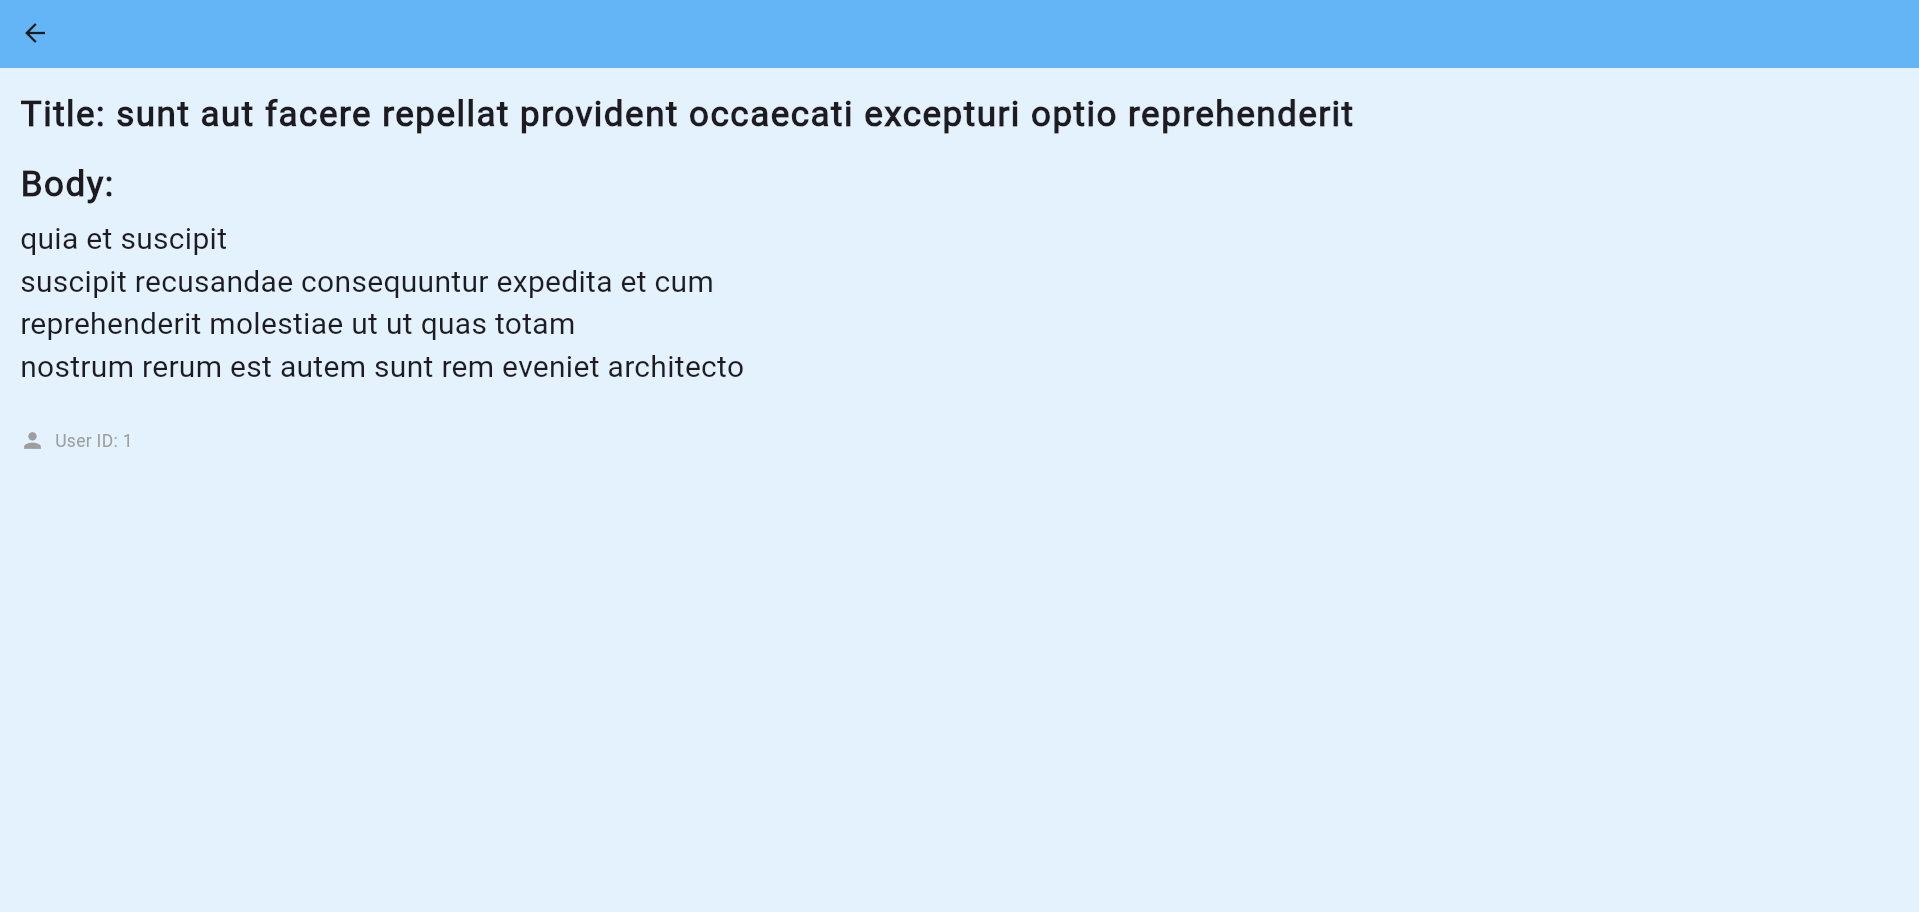 Title: sunt aut facere repellat provident occaecati excepturi optio reprehenderit
Body:
quia et suscipit
suscipit recusandae consequuntur expedita et cum
reprehenderit molestiae ut ut quas totam
nostrum rerum est autem sunt rem eveniet architecto
User ID: 1